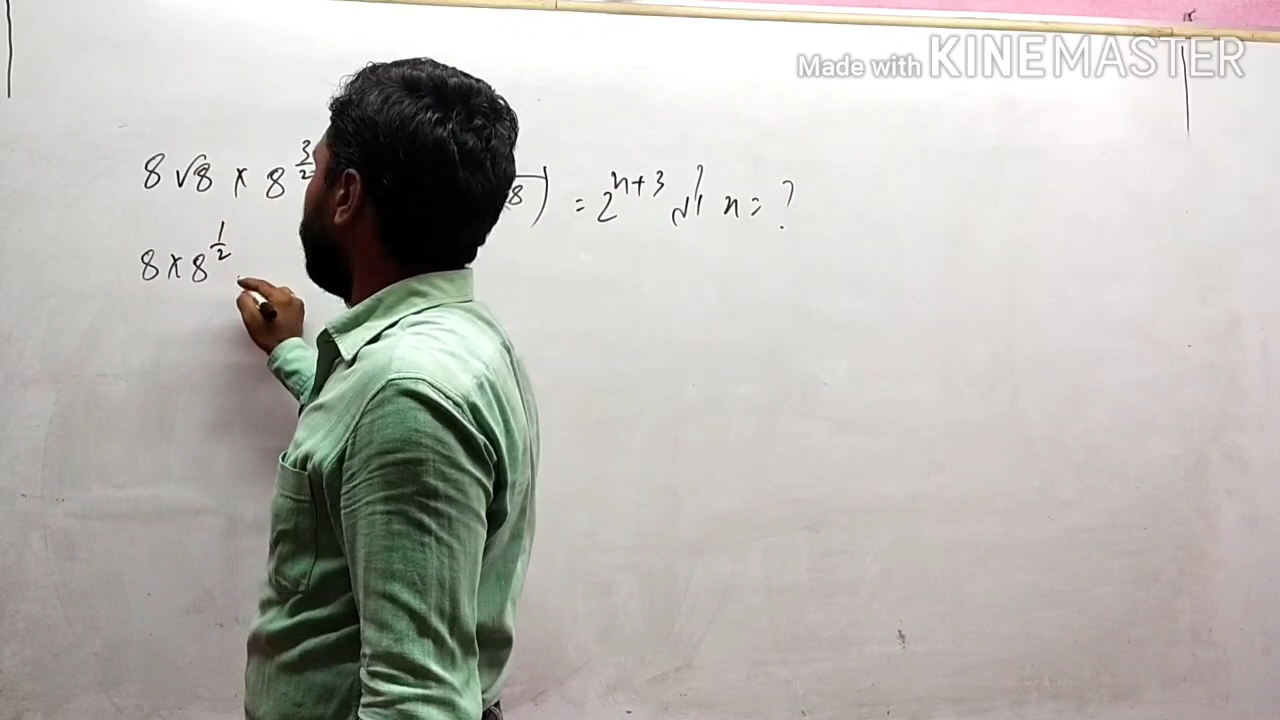 Made with KINEMASTER
8√8 × 8^(3/2) 8) = 2^(n+3) n = ?
8 × 8^(1/2)